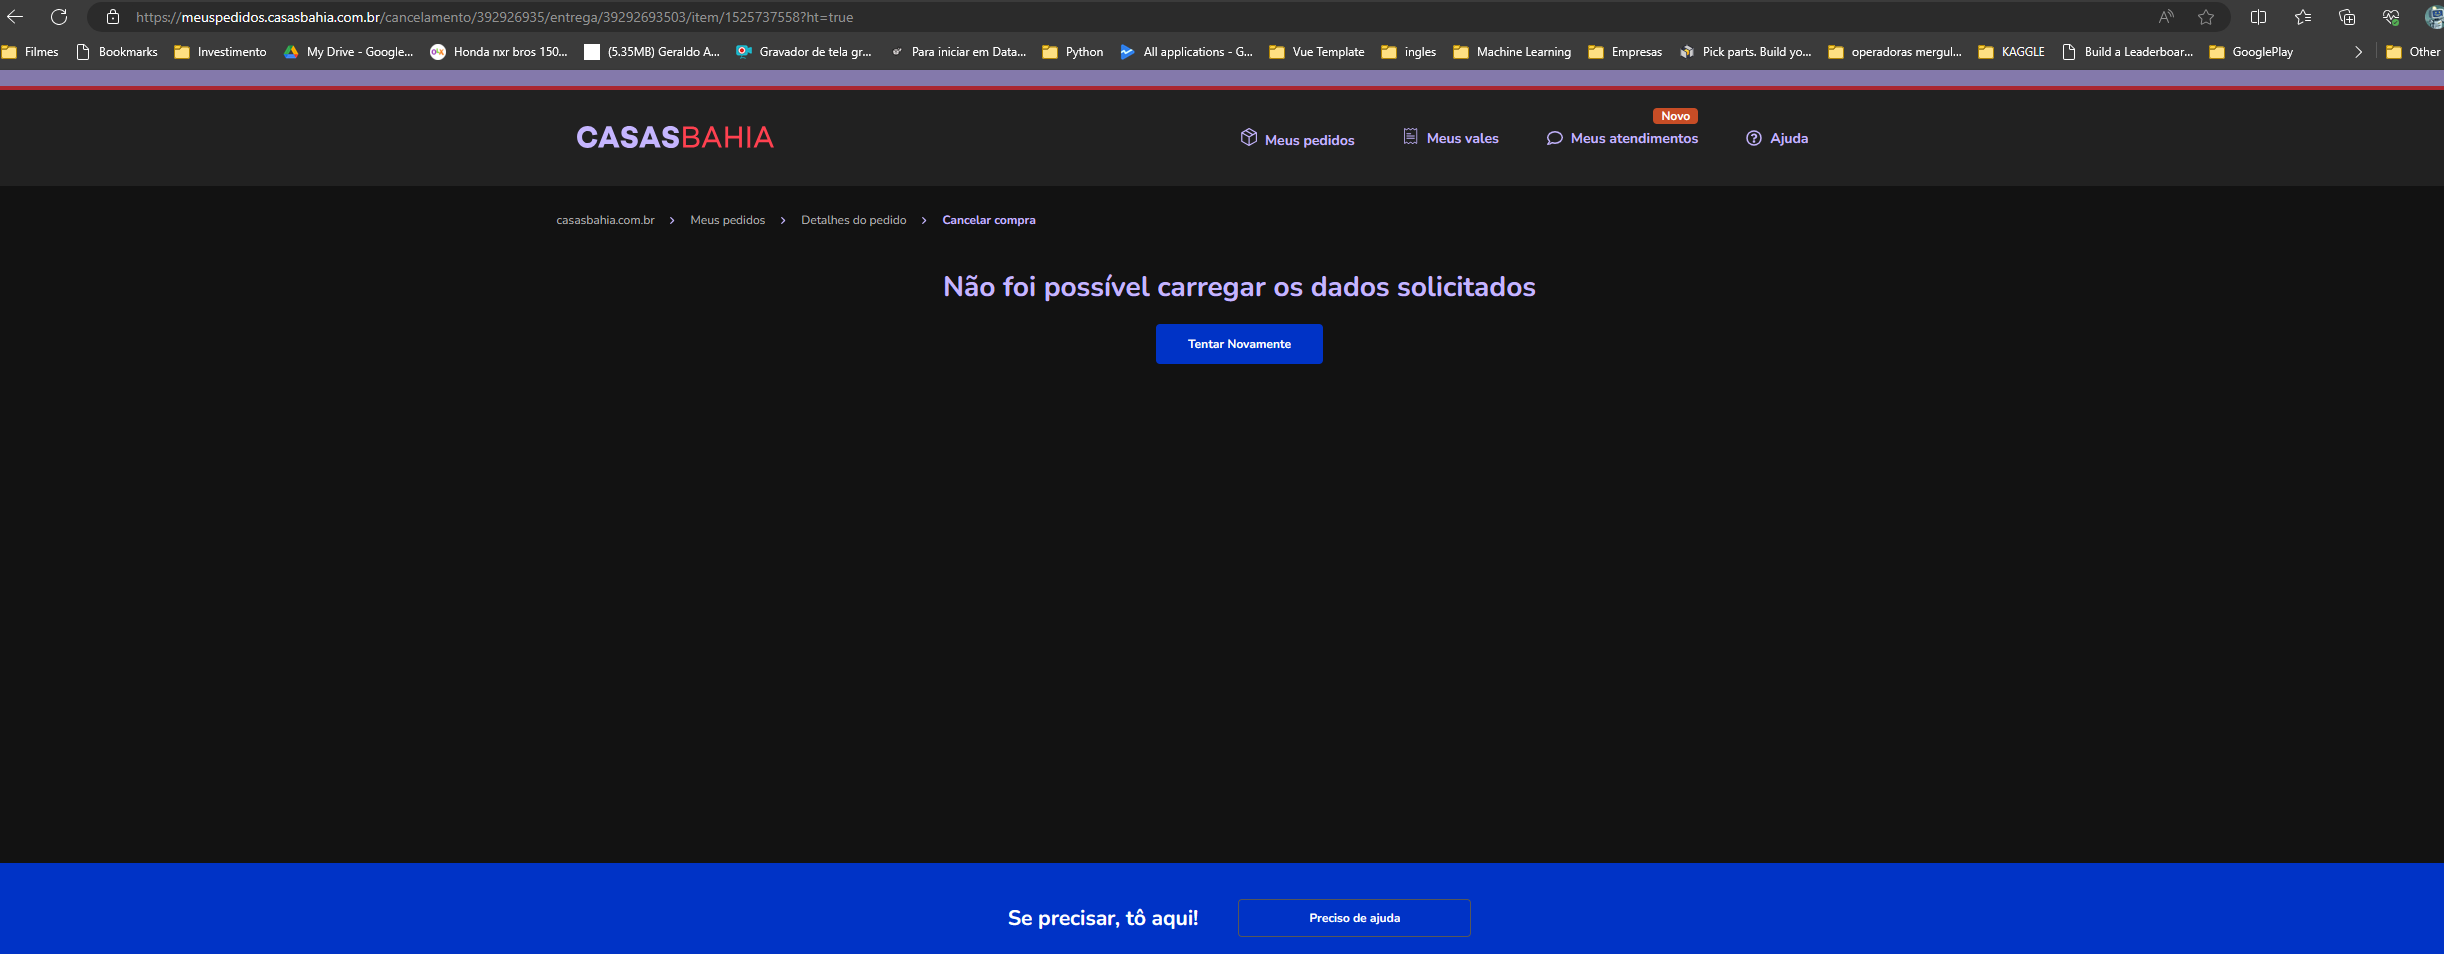 https://meuspedidos.casasbahia.com.br/cancelamento/392926935/entrega/39292693503/item/1525737558?ht=true
Filmes Bookmarks Investimento My Drive - Google... Honda nxr bros 150... (5.35MB) Geraldo A... Gravador de tela gr... Para iniciar em Data... Python All applications - G... Vue Template ingles Machine Learning Empresas Pick parts. Build yo... operadoras mergul... KAGGLE Build a Leaderboar... GooglePlay Other
Novo
CASASBAHIA Meus pedidos Meus vales Meus atendimentos Ajuda
casasbahia.com.br > Meus pedidos > Detalhes do pedido > Cancelar compra
Não foi possível carregar os dados solicitados
Tentar Novamente
Se precisar, tô aqui! Preciso de ajuda